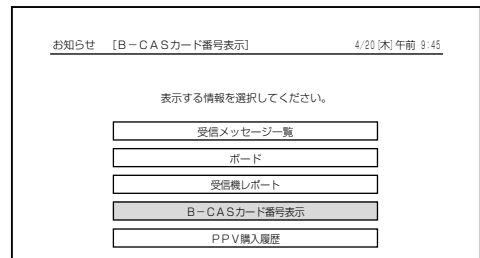 お知らせ [B－CASカード番号表示] 4/20[木]午前 9:45
表示する情報を選択してください。
受信メッセージ一覧
ボード
受信機レポート
B－CASカード番号表示
PPV購入履歴